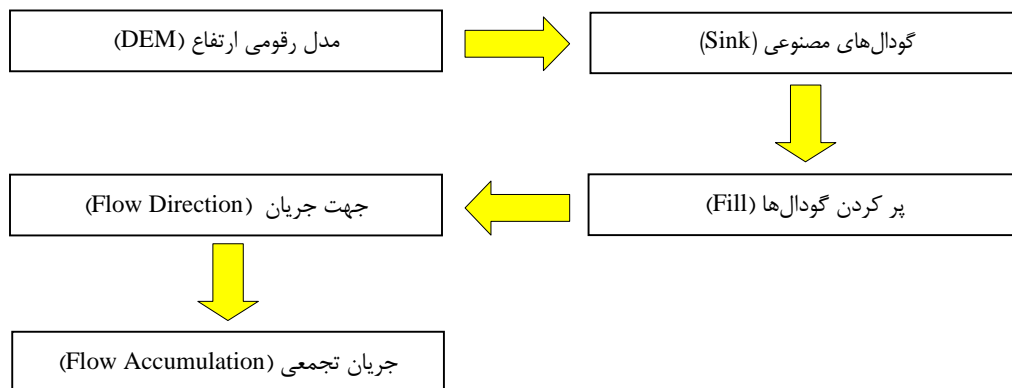 مدل رقومی ارتفاع (DEM)
گودال‌های مصنوعی (Sink)
پر کردن گودال‌ها (Fill)
جهت جریان (Flow Direction)
جریان تجمعی (Flow Accumulation)